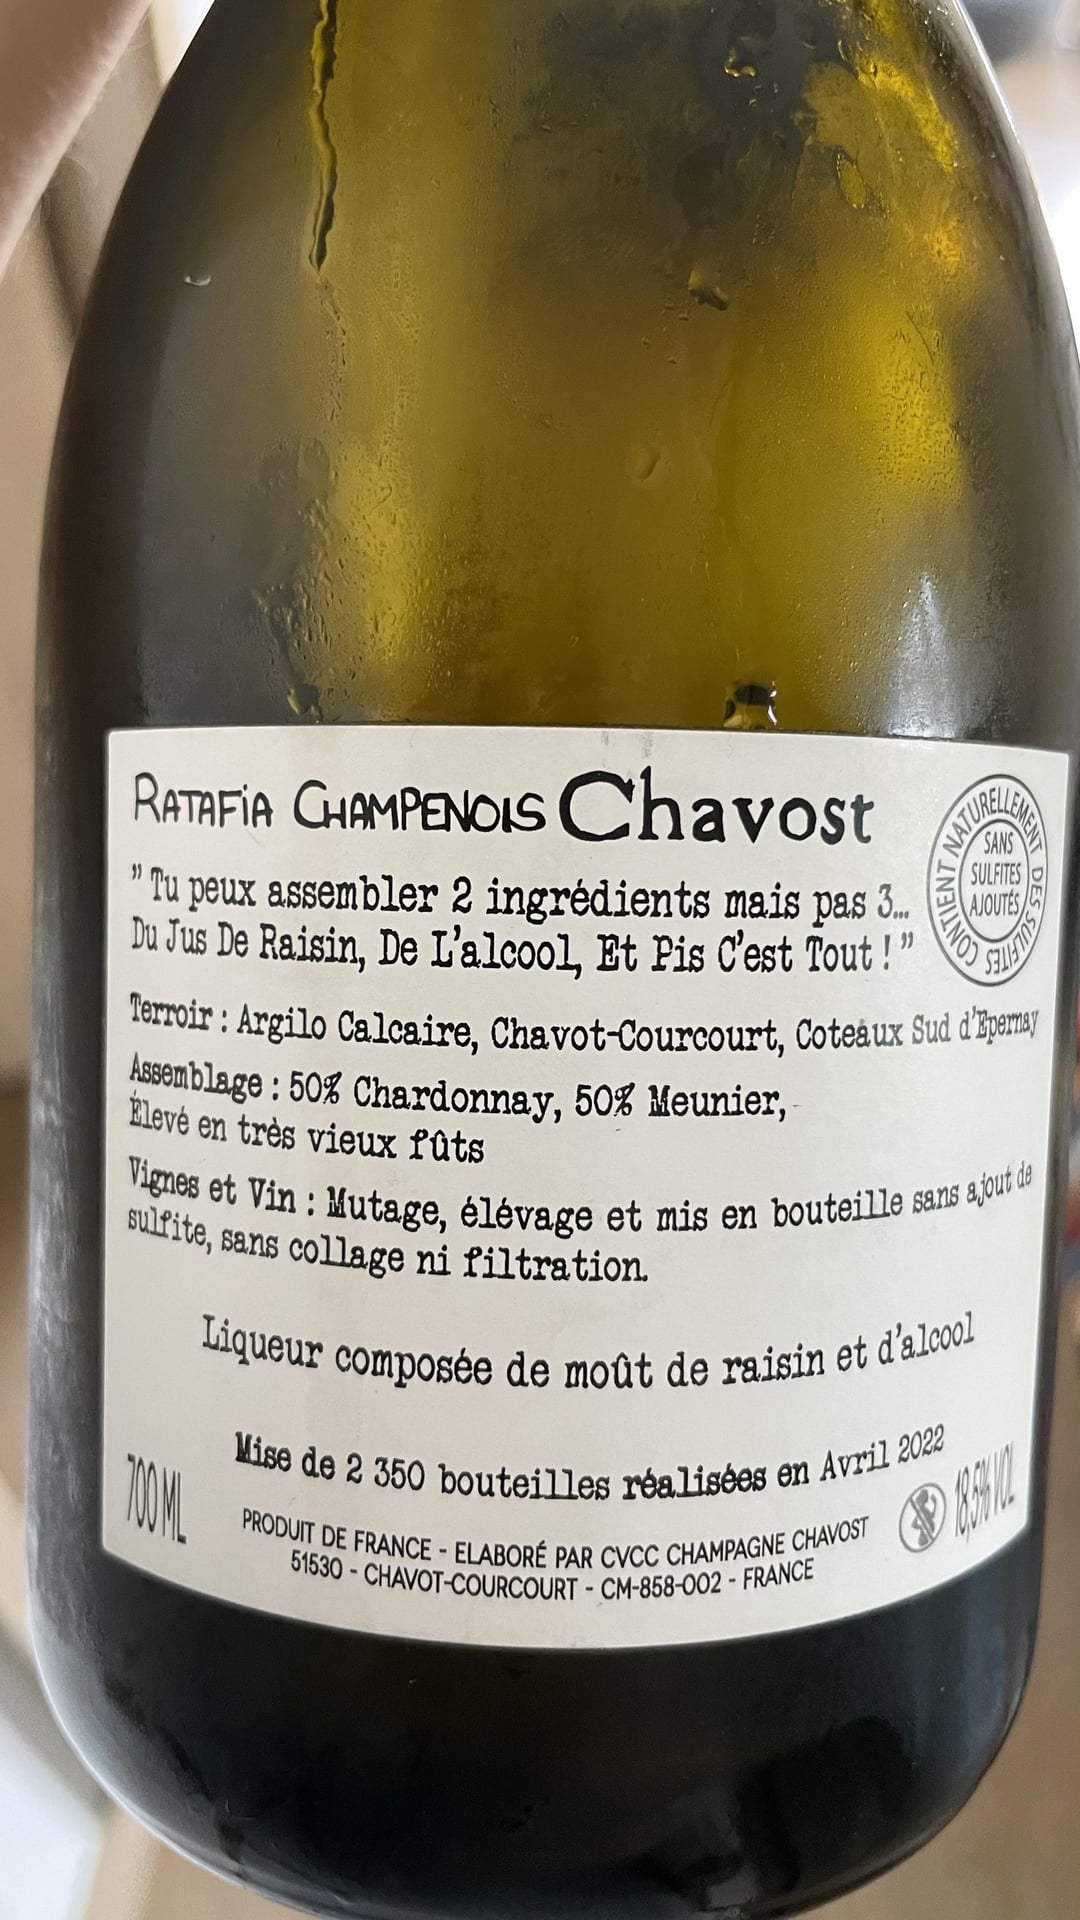 RATAFiA CHAMPENOIS Chavost
" Tu peux assembler 2 ingrédients mais pas 3...
Du Jus De Raisin, De L'alcool, Et Pis C'est Tout ! "
CONTIENT NATURELLEMENT DES SULFITES
SANS
SULFITES
AJOUTÉS
Terroir : Argilo Calcaire, Chavot-Courcourt, Coteaux Sud d'Epernay
Assemblage : 50% Chardonnay, 50% Meunier,
Élevé en très vieux fûts
Vignes et Vin : Mutage, élévage et mis en bouteille sans ajout de
sulfite, sans collage ni filtration.
Liqueur composée de moût de raisin et d'alcool
Mise de 2 350 bouteilles réalisées en Avril 2022
700 ML
18,5% VOL
PRODUIT DE FRANCE - ELABORÉ PAR CVCC CHAMPAGNE CHAVOST
51530 - CHAVOT-COURCOURT - CM-858-002 - FRANCE